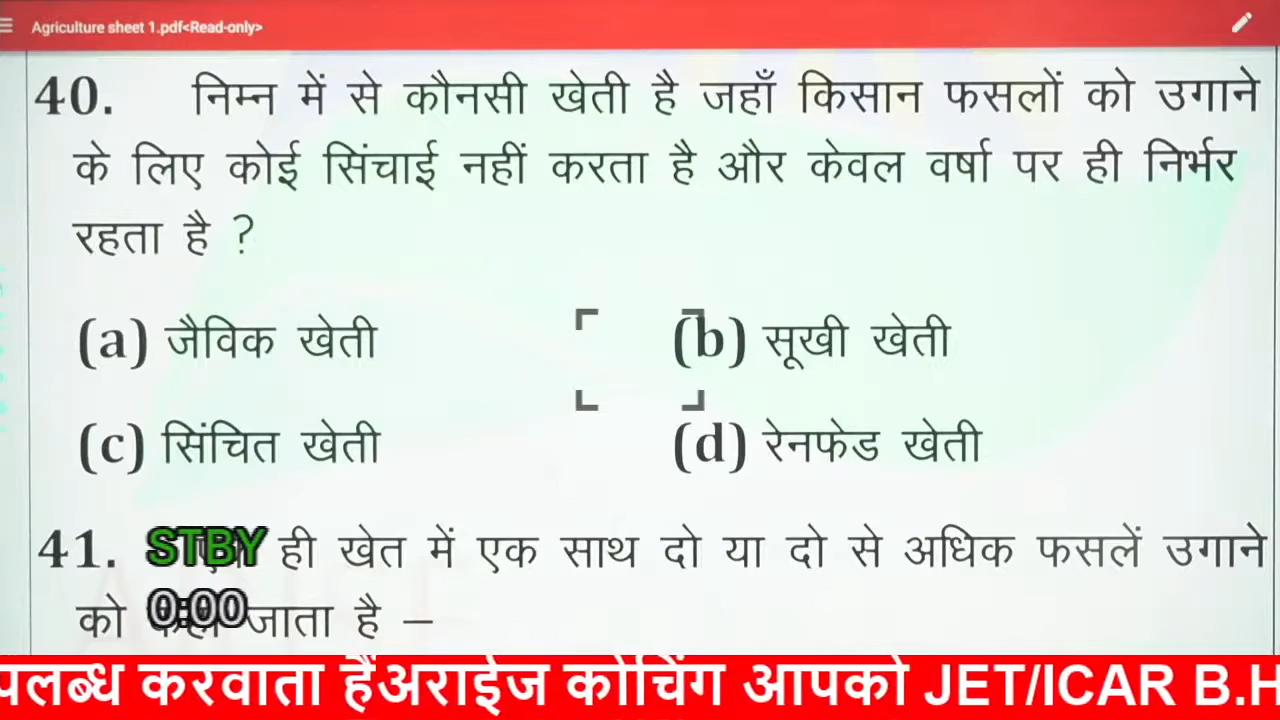 Agriculture sheet 1.pdf<Read-only>
40. निम्न में से कौनसी खेती है जहाँ किसान फसलों को उगाने
के लिए कोई सिंचाई नहीं करता है और केवल वर्षा पर ही निर्भर
रहता है ?
(a) जैविक खेती (b) सूखी खेती
(c) सिंचित खेती (d) रेनफेड खेती
41. STBY ही खेत में एक साथ दो या दो से अधिक फसलें उगाने
को 0:00 जाता है –
पलब्ध करवाता हैंअराईज कोचिंग आपको JET/ICAR B.H